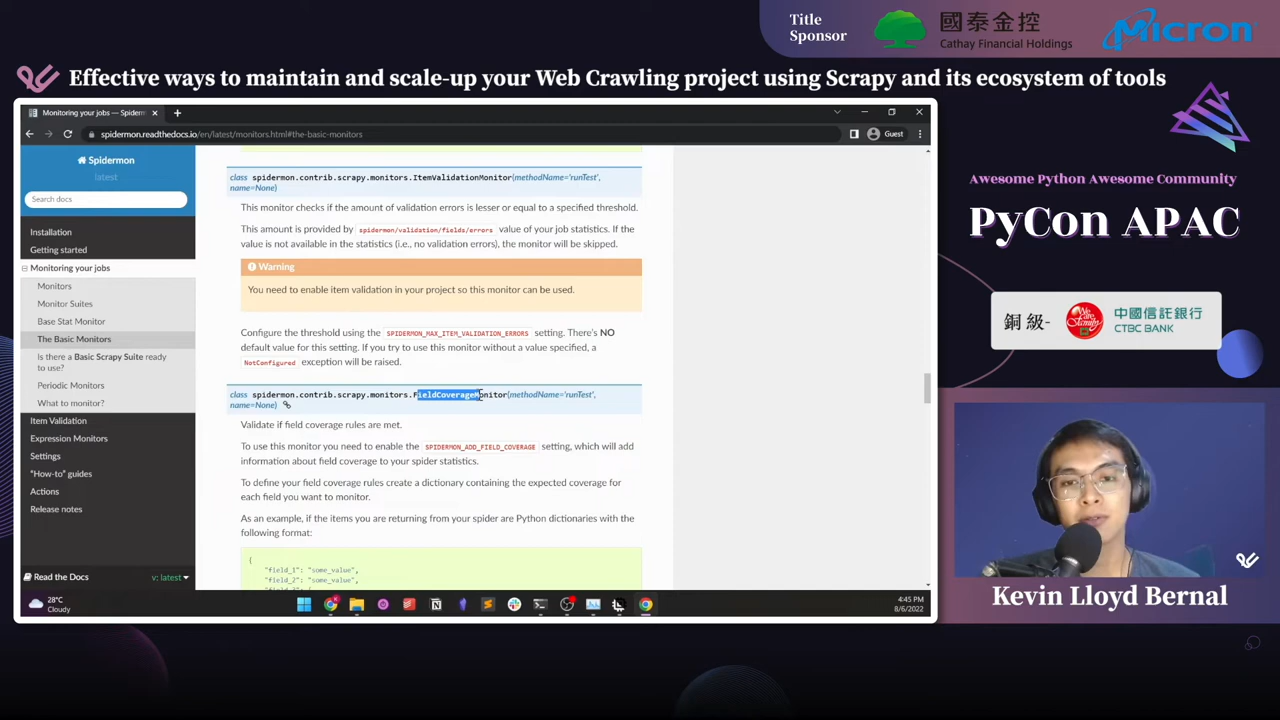 Title
Sponsor
國泰金控
Cathay Financial Holdings
Micron
Effective ways to maintain and scale-up your Web Crawling project using Scrapy and its ecosystem of tools
Monitoring your jobs — Spiderm
spidermon.readthedocs.io/en/latest/monitors.html#the-basic-monitors
Guest
Spidermon
latest
Search docs
Installation
Getting started
Monitoring your jobs
Monitors
Monitor Suites
Base Stat Monitor
The Basic Monitors
Is there a Basic Scrapy Suite ready
to use?
Periodic Monitors
What to monitor?
Item Validation
Expression Monitors
Settings
“How-to” guides
Actions
Release notes
Read the Docs
v: latest
class spidermon.contrib.scrapy.monitors.ItemValidationMonitor(methodName='runTest',
name=None)
This monitor checks if the amount of validation errors is lesser or equal to a specified threshold.
This amount is provided by spidermon/validation/fields/errors value of your job statistics. If the
value is not available in the statistics (i.e., no validation errors), the monitor will be skipped.
Warning
You need to enable item validation in your project so this monitor can be used.
Configure the threshold using the SPIDERMON_MAX_ITEM_VALIDATION_ERRORS setting. There's NO
default value for this setting. If you try to use this monitor without a value specified, a
NotConfigured exception will be raised.
class spidermon.contrib.scrapy.monitors.FieldCoverageMonitor(methodName='runTest',
name=None)
Validate if field coverage rules are met.
To use this monitor you need to enable the SPIDERMON_ADD_FIELD_COVERAGE setting, which will add
information about field coverage to your spider statistics.
To define your field coverage rules create a dictionary containing the expected coverage for
each field you want to monitor.
As an example, if the items you are returning from your spider are Python dictionaries with the
following format:
{
"field_1": "some_value",
"field_2": "some_value",
28°C
Cloudy
4:45 PM
8/6/2022
Awesome Python Awesome Community
PyCon APAC
銅級-
We are Family
中國信託銀行
CTBC BANK
Kevin Lloyd Bernal